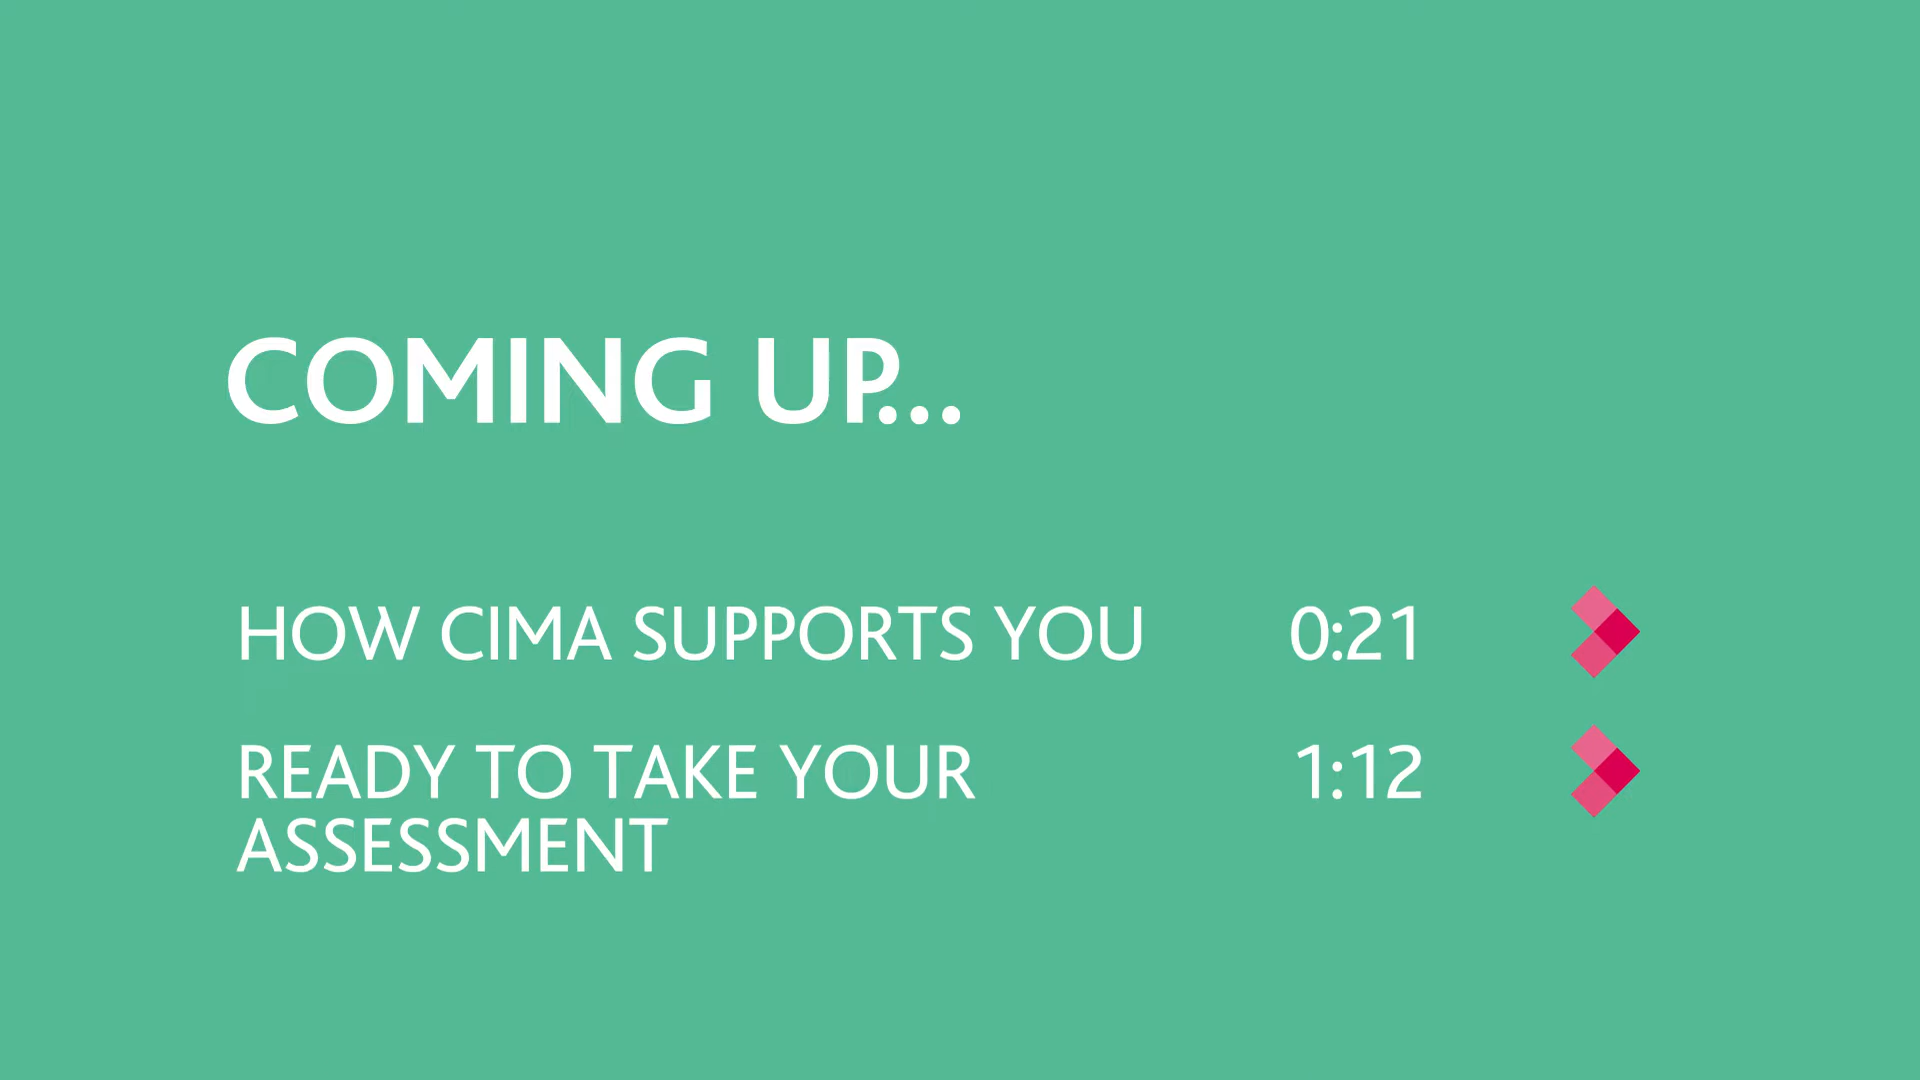 COMING UP...
HOW CIMA SUPPORTS YOU 0:21
READY TO TAKE YOUR 1:12
ASSESSMENT